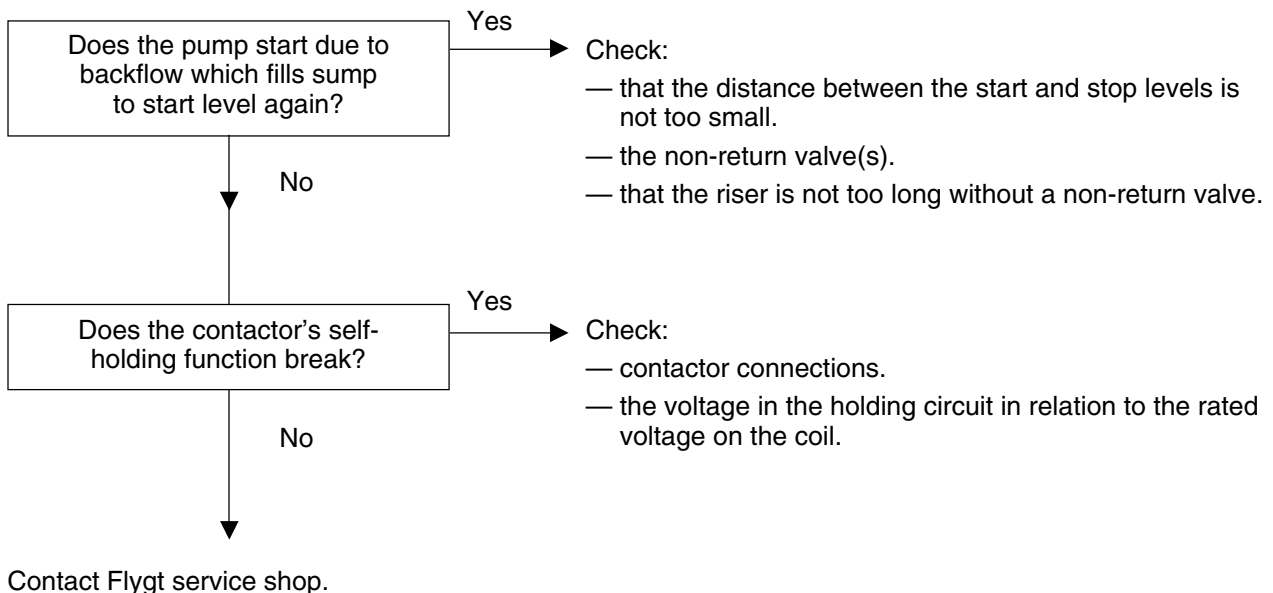 Does the pump start due to
backflow which fills sump
to start level again?
Yes
Check:
— that the distance between the start and stop levels is
not too small.
— the non-return valve(s).
— that the riser is not too long without a non-return valve.
No
Does the contactor’s self-
holding function break?
Yes
Check:
— contactor connections.
— the voltage in the holding circuit in relation to the rated
voltage on the coil.
No
Contact Flygt service shop.